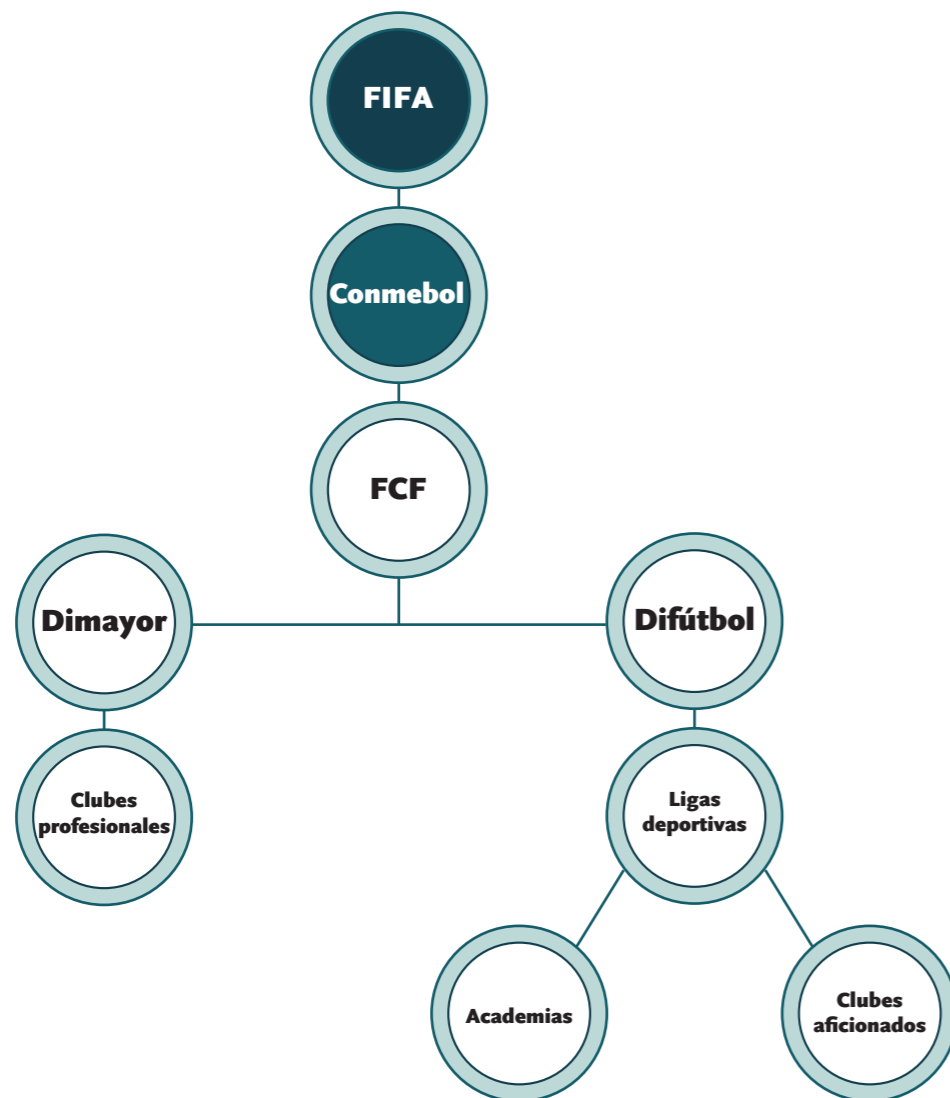 FIFA
Conmebol
FCF
Dimayor
Difútbol
Clubes
profesionales
Ligas
deportivas
Academias
Clubes
aficionados